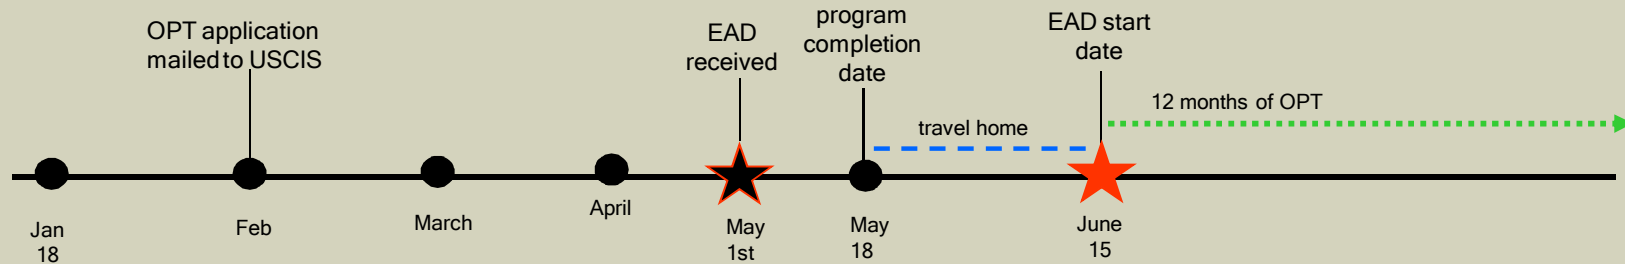 OPT application
mailed to USCIS
EAD
received
program
completion
date
EAD start
date
12 months of OPT
travel home
Jan
18
Feb
March
April
May
1st
May
18
June
15